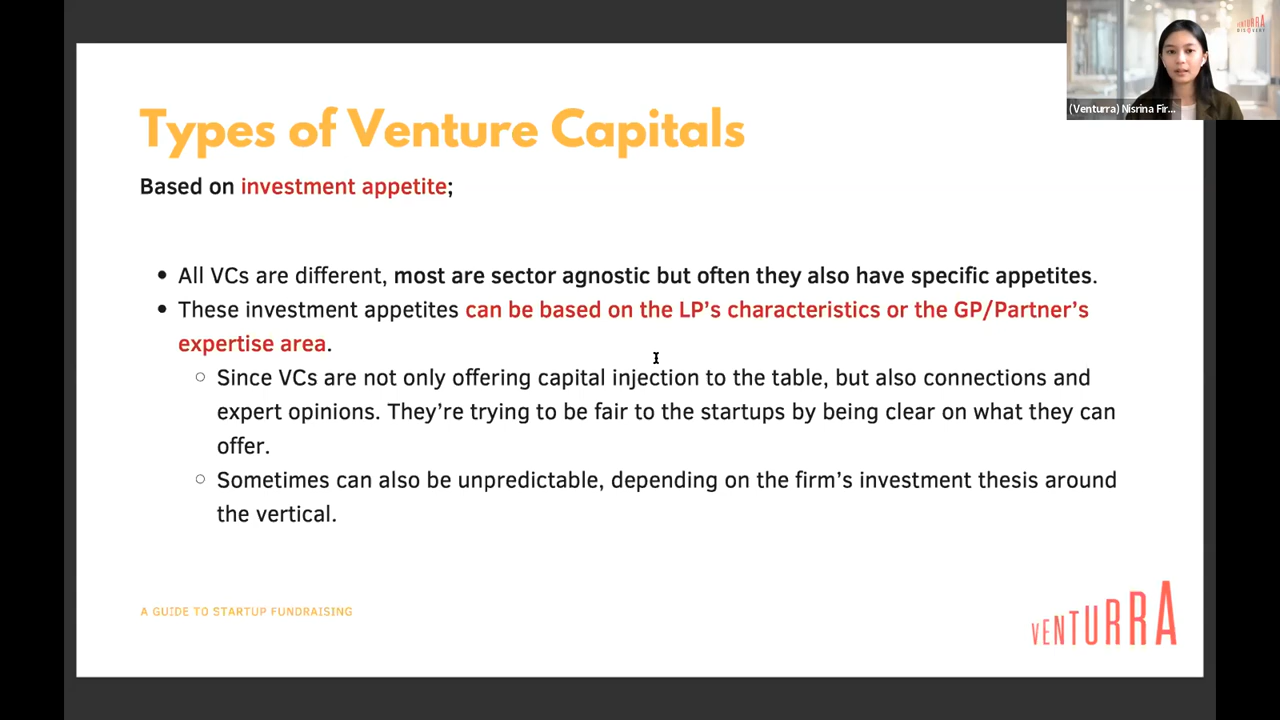 VENTURRA
DISCOVERY
(Venturra) Nisrina Fir...
Types of Venture Capitals
Based on investment appetite;
All VCs are different, most are sector agnostic but often they also have specific appetites.
These investment appetites can be based on the LP's characteristics or the GP/Partner's
expertise area.
Since VCs are not only offering capital injection to the table, but also connections and
expert opinions. They're trying to be fair to the startups by being clear on what they can
offer.
Sometimes can also be unpredictable, depending on the firm's investment thesis around
the vertical.
A GUIDE TO STARTUP FUNDRAISING
VENTURRA